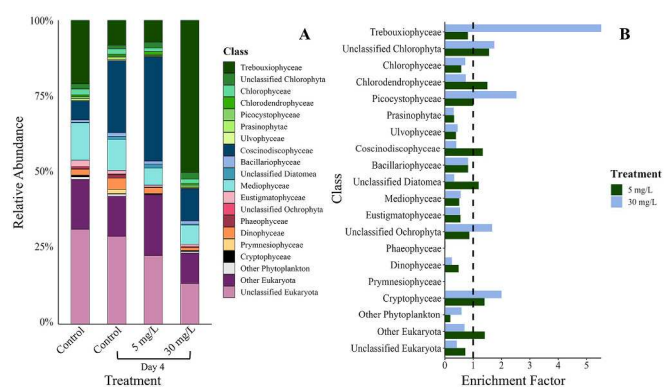 A
Relative Abundance
100%
75%
50%
25%
0%
Control
Control
5 mg/L
30 mg/L
Day 4
Treatment
Class
Trebouxiophyceae
Unclassified Chlorophyta
Chlorophyceae
Chlorodendrophyceae
Picocystophyceae
Prasinophytae
Ulvophyceae
Coscinodiscophyceae
Bacillariophyceae
Unclassified Diatomea
Mediophyceae
Eustigmatophyceae
Unclassified Ochrophyta
Phaeophyceae
Dinophyceae
Prymnesiophyceae
Cryptophyceae
Other Phytoplankton
Other Eukaryota
Unclassified Eukaryota
B
Class
Trebouxiophyceae
Unclassified Chlorophyta
Chlorophyceae
Chlorodendrophyceae
Picocystophyceae
Prasinophytae
Ulvophyceae
Coscinodiscophyceae
Bacillariophyceae
Unclassified Diatomea
Mediophyceae
Eustigmatophyceae
Unclassified Ochrophyta
Phaeophyceae
Dinophyceae
Prymnesiophyceae
Cryptophyceae
Other Phytoplankton
Other Eukaryota
Unclassified Eukaryota
0 1 2 3 4 5
Enrichment Factor
Treatment
5 mg/L
30 mg/L